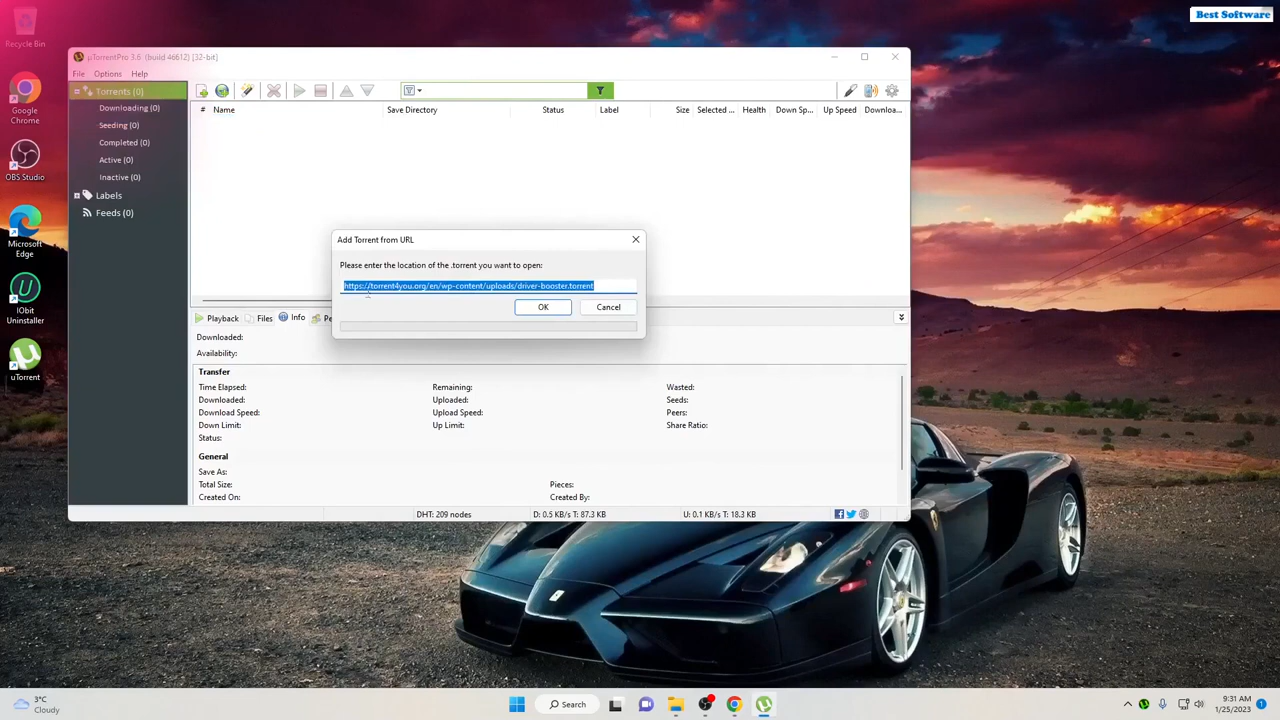 Best Software
Recycle Bin
Google Chrome
OBS Studio
Microsoft Edge
IObit Uninstaller
uTorrent
µTorrentPro 3.6 (build 46612) [32-bit]
File Options Help
Torrents (0)
Downloading (0)
Seeding (0)
Completed (0)
Active (0)
Inactive (0)
Labels
Feeds (0)
# Name Save Directory Status Label Size Selected ... Health Down Sp... Up Speed Downloa...
Add Torrent from URL
Please enter the location of the .torrent you want to open:
https://torrent4you.org/en/wp-content/uploads/driver-booster.torrent
OK Cancel
Playback Files Info Pe
Downloaded:
Availability:
Transfer
Time Elapsed: Remaining: Wasted:
Downloaded: Uploaded: Seeds:
Download Speed: Upload Speed: Peers:
Down Limit: Up Limit: Share Ratio:
Status:
General
Save As:
Total Size: Pieces:
Created On: Created By:
DHT: 209 nodes D: 0.5 KB/s T: 87.3 KB U: 0.1 KB/s T: 18.3 KB
3°C
Cloudy
Search
9:31 AM
1/25/2023
1